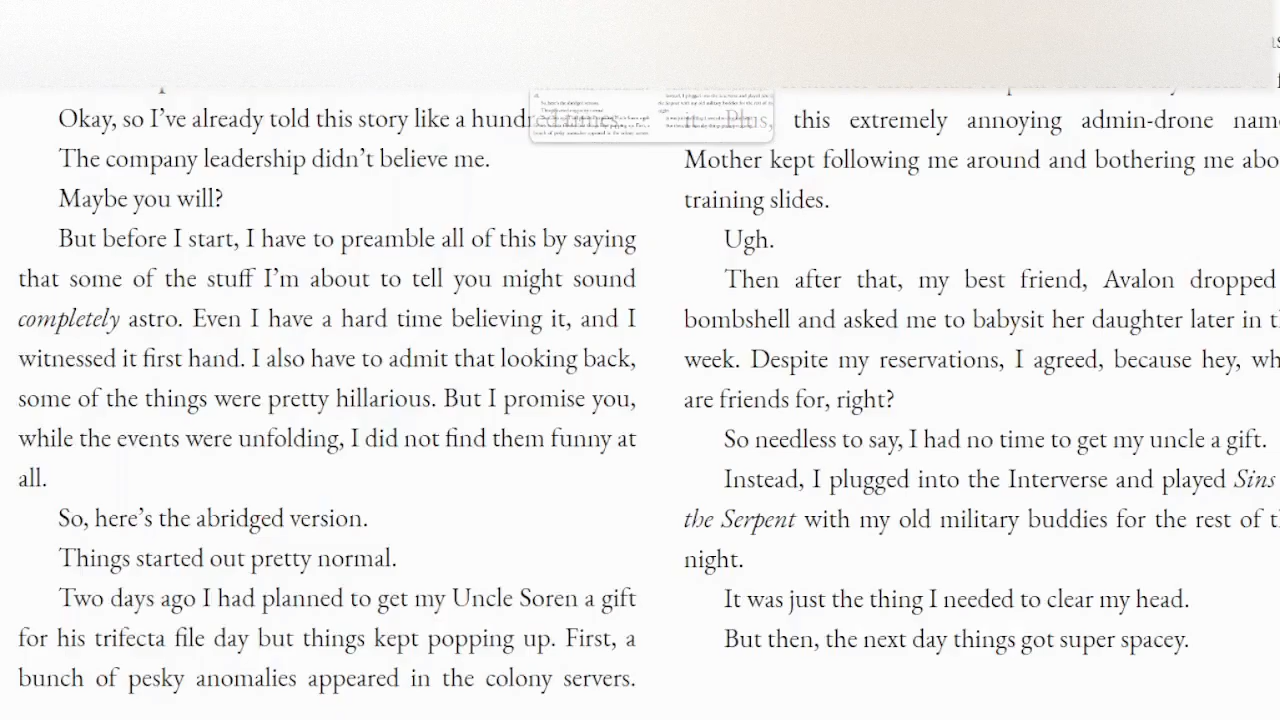 Okay, so I've already told this story like a hundred times.
The company leadership didn't believe me.
Maybe you will?
But before I start, I have to preamble all of this by saying
that some of the stuff I'm about to tell you might sound
completely astro. Even I have a hard time believing it, and I
witnessed it first hand. I also have to admit that looking back,
some of the things were pretty hillarious. But I promise you,
while the events were unfolding, I did not find them funny at
all.
So, here's the abridged version.
Things started out pretty normal.
Two days ago I had planned to get my Uncle Soren a gift
for his trifecta file day but things kept popping up. First, a
bunch of pesky anomalies appeared in the colony servers.
it. Plus, this extremely annoying admin-drone name
Mother kept following me around and bothering me abo
training slides.
Ugh.
Then after that, my best friend, Avalon dropped
bombshell and asked me to babysit her daughter later in th
week. Despite my reservations, I agreed, because hey, wh
are friends for, right?
So needless to say, I had no time to get my uncle a gift.
Instead, I plugged into the Interverse and played Sins
the Serpent with my old military buddies for the rest of th
night.
It was just the thing I needed to clear my head.
But then, the next day things got super spacey.